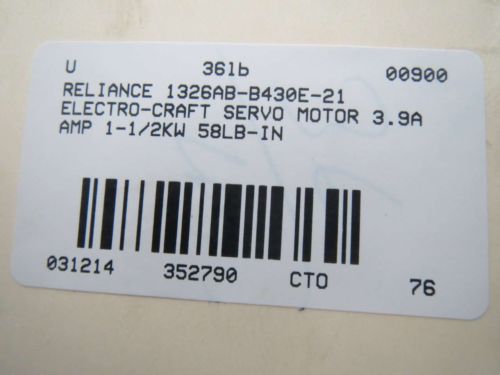 U 36lb 00900
RELIANCE 1326AB-B430E-21
ELECTRO-CRAFT SERVO MOTOR 3.9A
AMP 1-1/2KW 58LB-IN
031214 352790 CTO 76